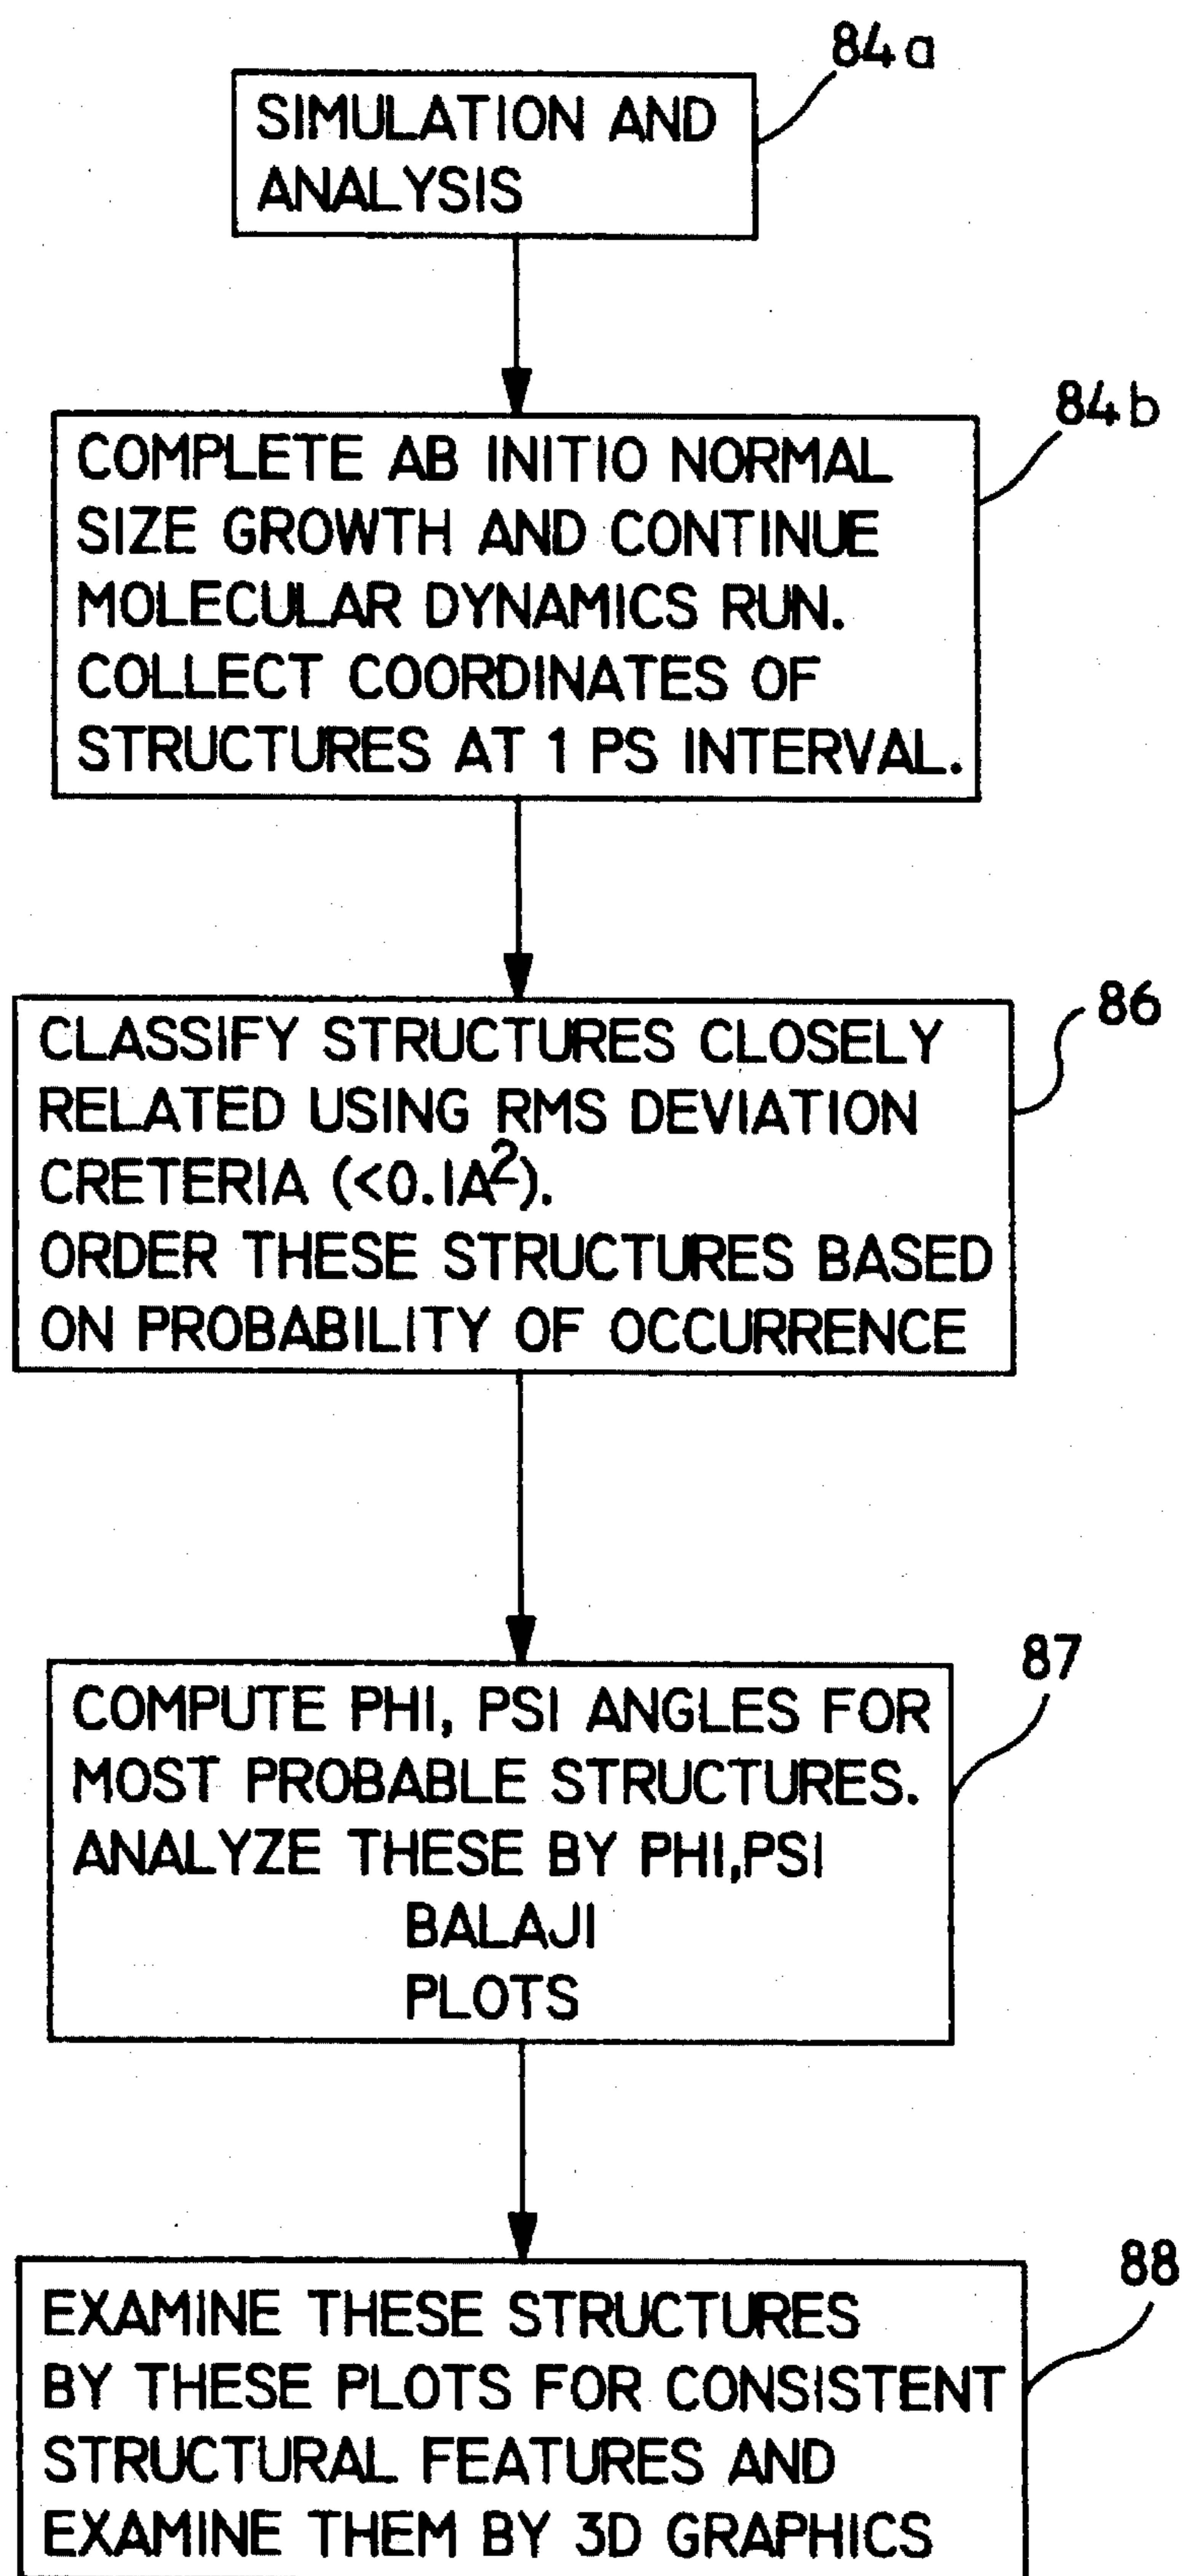 84a
SIMULATION AND
ANALYSIS
84b
COMPLETE AB INITIO NORMAL
SIZE GROWTH AND CONTINUE
MOLECULAR DYNAMICS RUN.
COLLECT COORDINATES OF
STRUCTURES AT 1 PS INTERVAL.
86
CLASSIFY STRUCTURES CLOSELY
RELATED USING RMS DEVIATION
CRETERIA (<0.1A²).
ORDER THESE STRUCTURES BASED
ON PROBABILITY OF OCCURRENCE
87
COMPUTE PHI, PSI ANGLES FOR
MOST PROBABLE STRUCTURES.
ANALYZE THESE BY PHI,PSI
BALAJI
PLOTS
88
EXAMINE THESE STRUCTURES
BY THESE PLOTS FOR CONSISTENT
STRUCTURAL FEATURES AND
EXAMINE THEM BY 3D GRAPHICS